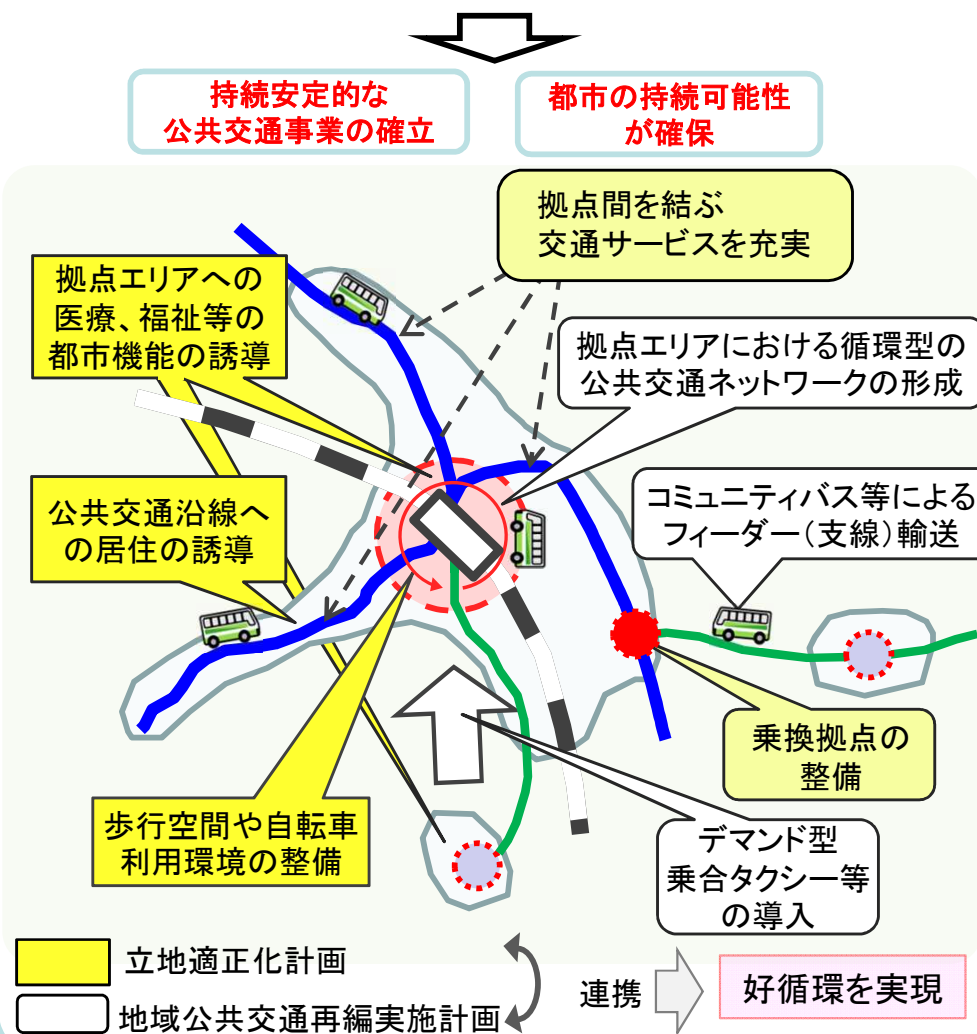 持続安定的な
公共交通事業の確立
都市の持続可能性
が確保
拠点間を結ぶ
交通サービスを充実
拠点エリアへの
医療、福祉等の
都市機能の誘導
拠点エリアにおける循環型の
公共交通ネットワークの形成
公共交通沿線へ
の居住の誘導
コミュニティバス等による
フィーダー(支線)輸送
乗換拠点の
整備
歩行空間や自転車
利用環境の整備
デマンド型
乗合タクシー等
の導入
立地適正化計画
地域公共交通再編実施計画
連携
好循環を実現